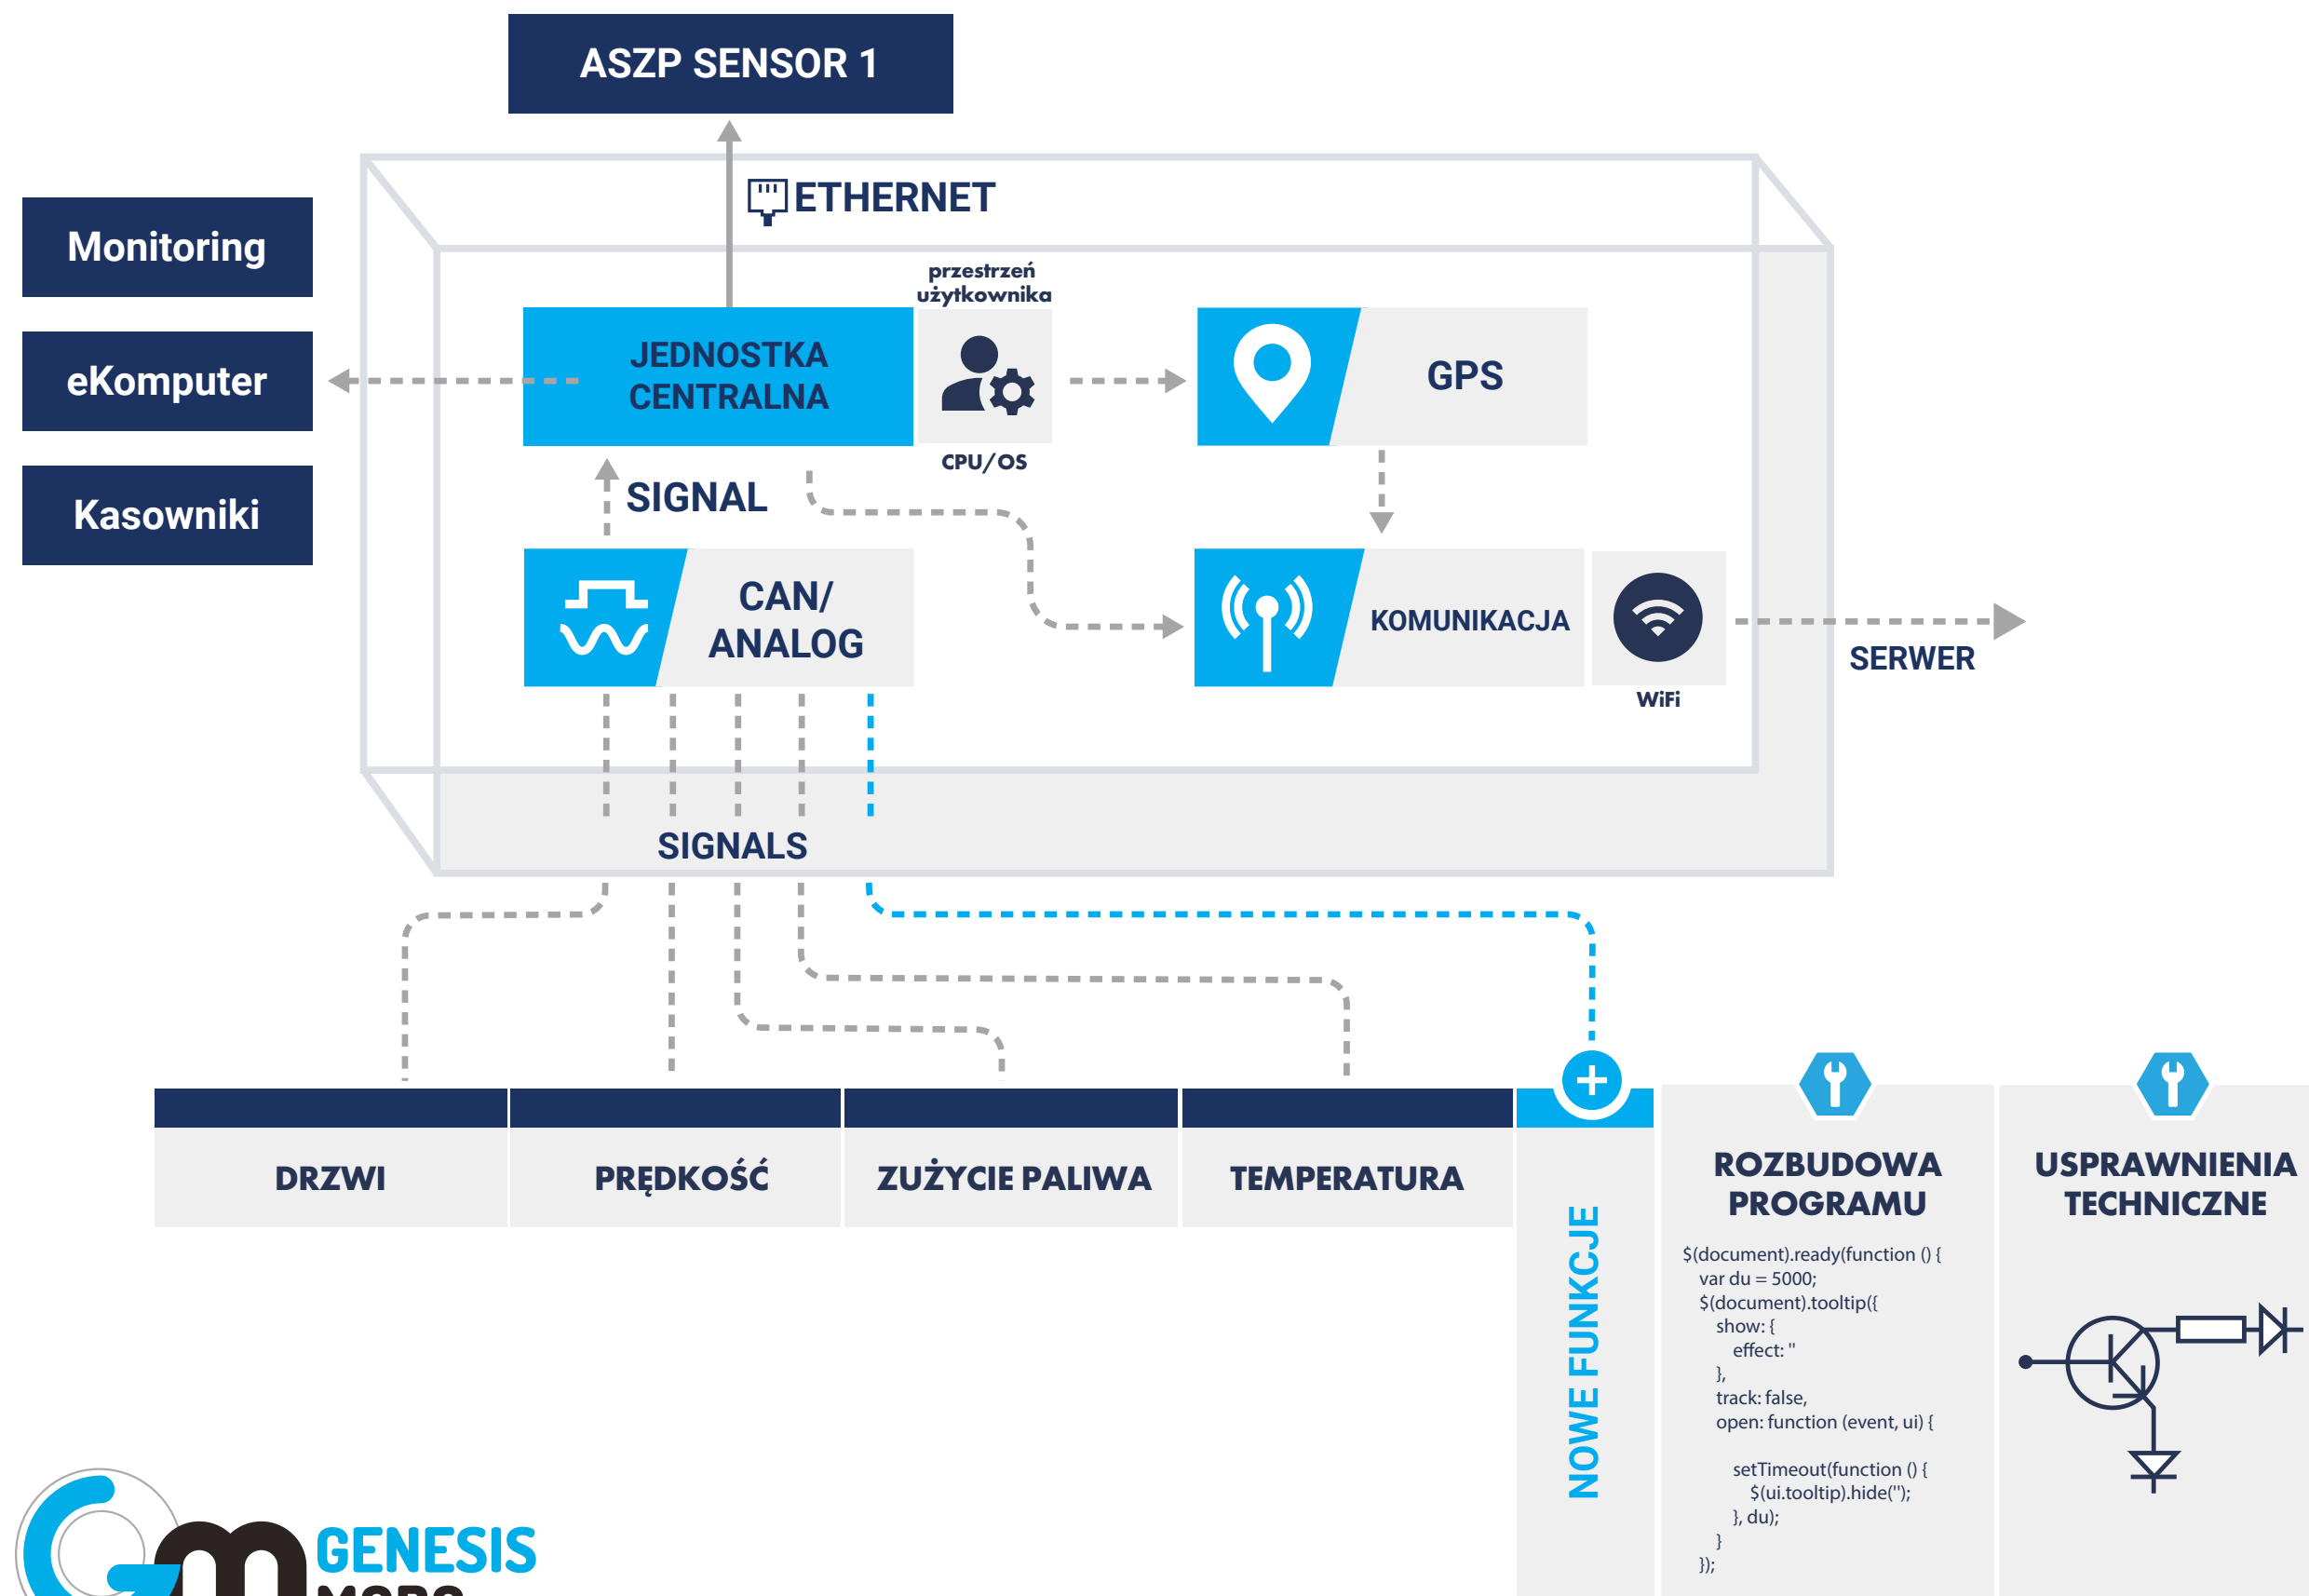 ASZP SENSOR 1
ETHERNET
Monitoring
eKomputer
Kasowniki
przestrzeń
użytkownika
JEDNOSTKA
CENTRALNA
CPU/OS
GPS
SIGNAL
CAN/
ANALOG
KOMUNIKACJA
WiFi
SERWER
SIGNALS
DRZWI
PRĘDKOŚĆ
ZUŻYCIE PALIWA
TEMPERATURA
NOWE FUNKCJE
ROZBUDOWA
PROGRAMU
$(document).ready(function () {
var du = 5000;
$(document).tooltip({
show: {
effect: ''
},
track: false,
open: function (event, ui) {
setTimeout(function () {
$(ui.tooltip).hide('');
}, du);
}
});
USPRAWNIENIA
TECHNICZNE
Gm
GENESIS